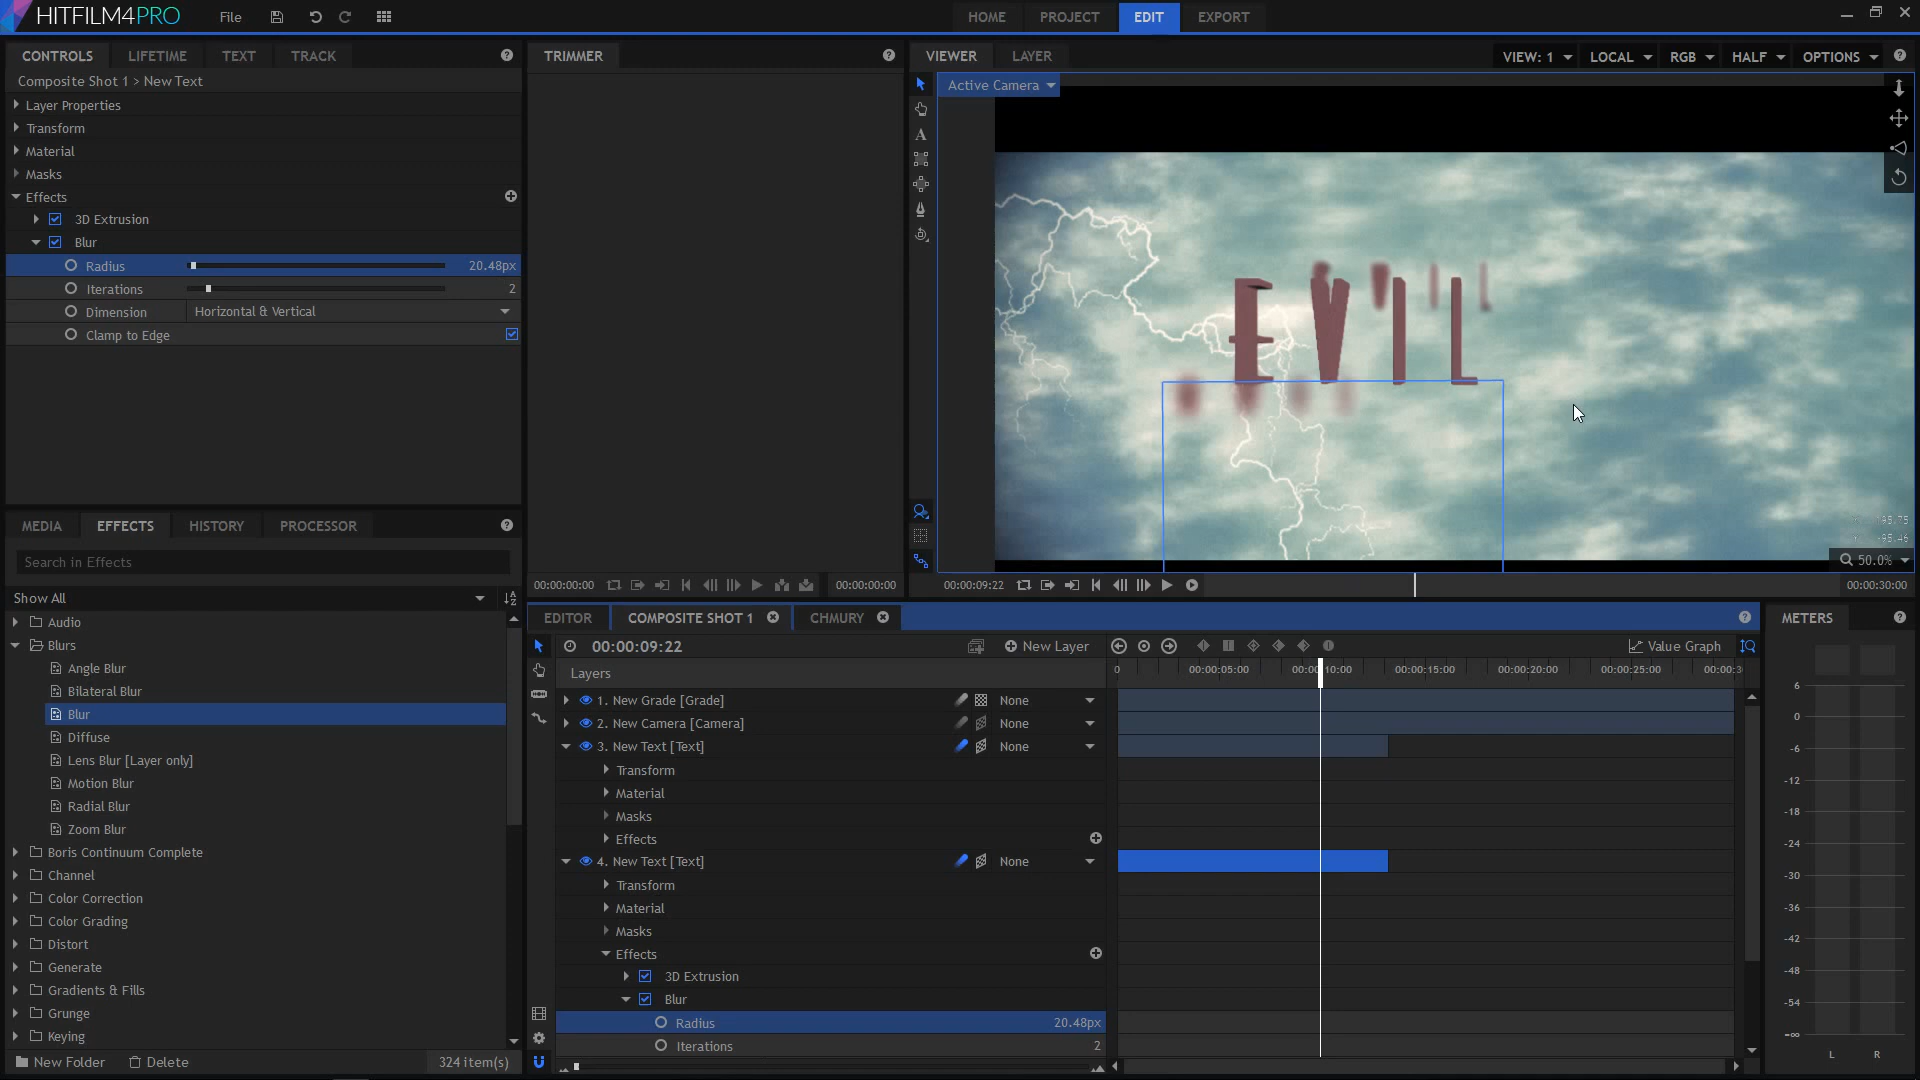 HITFILM4PRO File HOME PROJECT EDIT EXPORT
CONTROLS LIFETIME TEXT TRACK
Composite Shot 1 > New Text
Layer Properties
Transform
Material
Masks
Effects
3D Extrusion
Blur
Radius 20.48px
Iterations 2
Dimension Horizontal & Vertical
Clamp to Edge
MEDIA EFFECTS HISTORY PROCESSOR
Search in Effects
Show All
Audio
Blurs
Angle Blur
Bilateral Blur
Blur
Diffuse
Lens Blur [Layer only]
Motion Blur
Radial Blur
Zoom Blur
Boris Continuum Complete
Channel
Color Correction
Color Grading
Distort
Generate
Gradients & Fills
Grunge
Keying
New Folder Delete 324 item(s)
TRIMMER
00:00:00:00 00:00:00:00
VIEWER LAYER VIEW: 1 LOCAL RGB HALF OPTIONS
Active Camera
EVIL
50.0%
00:00:09:22 00:00:30:00
EDITOR COMPOSITE SHOT 1 CHMURY
00:00:09:22 New Layer Value Graph
Layers 0 00:00:05:00 00:00:10:00 00:00:15:00 00:00:20:00 00:00:25:00 00:00:3
1. New Grade [Grade] None
2. New Camera [Camera] None
3. New Text [Text] None
Transform
Material
Masks
Effects
4. New Text [Text] None
Transform
Material
Masks
Effects
3D Extrusion
Blur
Radius 20.48px
Iterations 2
METERS
6
0
-6
-12
-18
-24
-30
-36
-42
-48
-54
-∞
L R